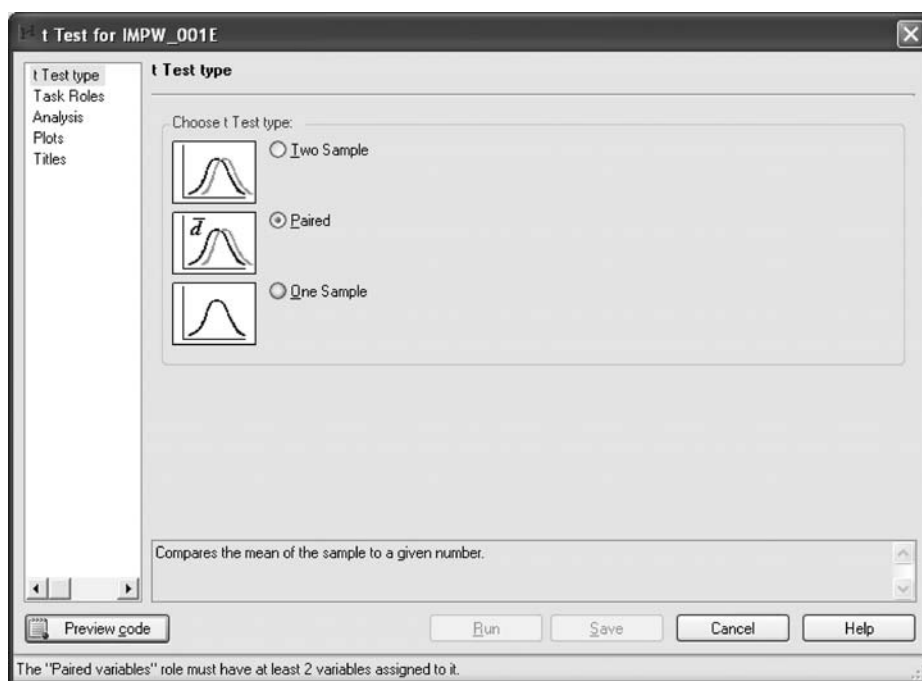 t Test for IMPW_001E
t Test type
Task Roles
Analysis
Plots
Titles
t Test type
Choose t Test type:
Two Sample
d̄
Paired
One Sample
Compares the mean of the sample to a given number.
Preview code
Run
Save
Cancel
Help
The "Paired variables" role must have at least 2 variables assigned to it.